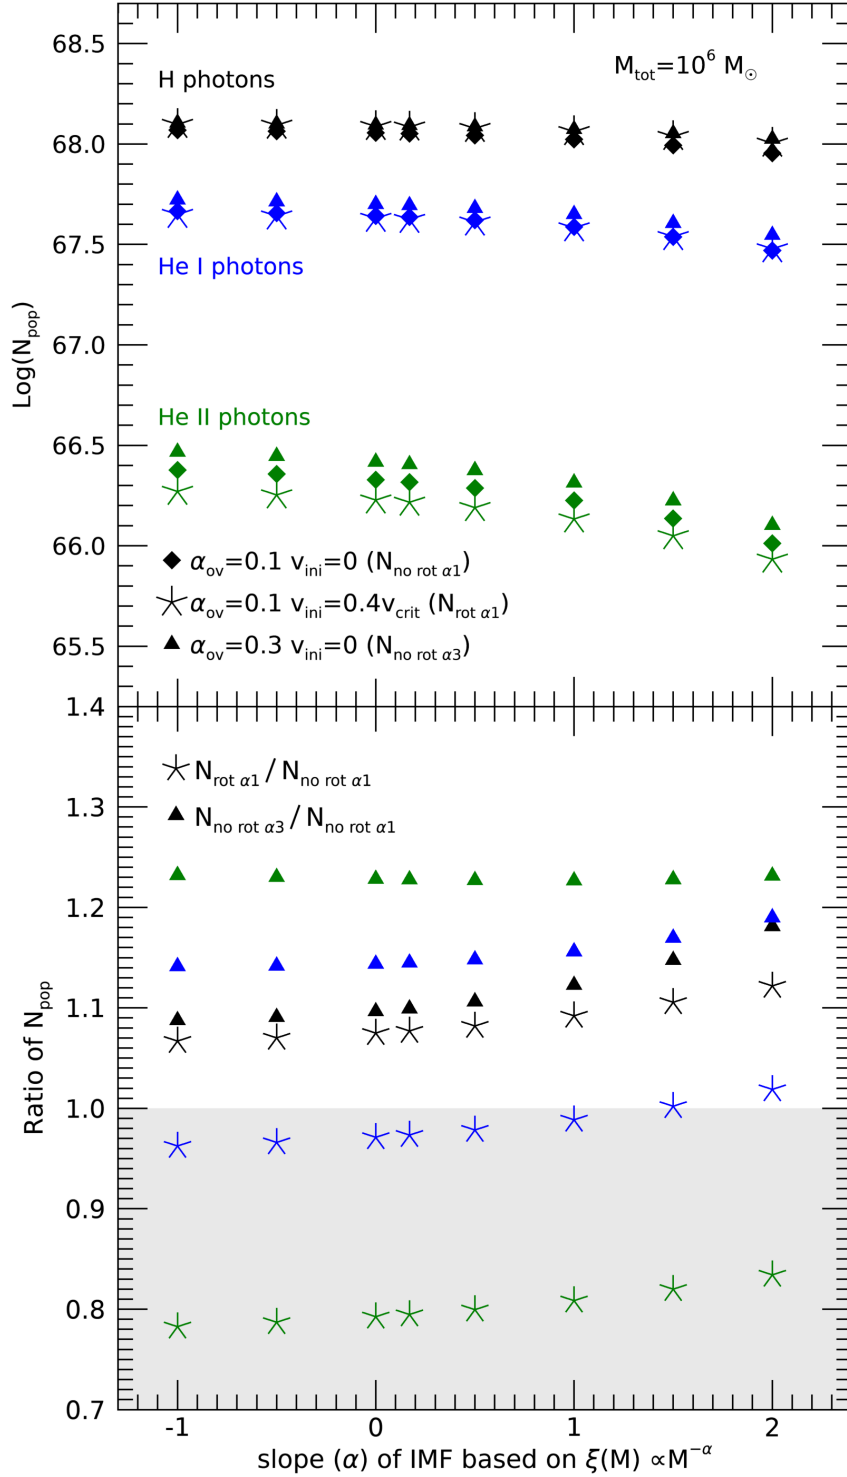 68.5
H photons
M_tot=10^6 M_☉
68.0
67.5
He I photons
67.0
Log(N_pop)
He II photons
66.5
66.0
α_ov=0.1 v_ini=0 (N_no rot α1)
α_ov=0.1 v_ini=0.4v_crit (N_rot α1)
65.5
α_ov=0.3 v_ini=0 (N_no rot α3)
1.4
N_rot α1 / N_no rot α1
1.3
N_no rot α3 / N_no rot α1
1.2
1.1
Ratio of N_pop
1.0
0.9
0.8
0.7
-1 0 1 2
slope (α) of IMF based on ξ(M) ∝M^−α